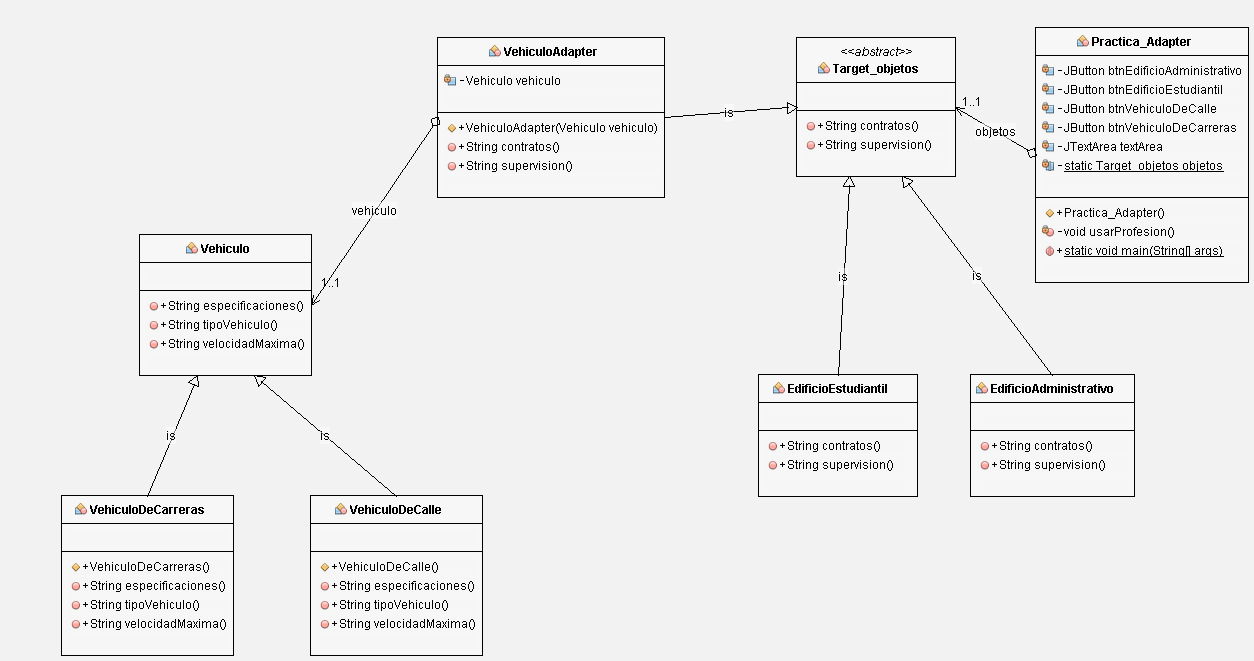 VehiculoAdapter
-Vehiculo vehiculo
+VehiculoAdapter(Vehiculo vehiculo)
+String contratos()
+String supervision()
is
<<abstract>>
Target_objetos
+String contratos()
+String supervision()
1..1
objetos
Practica_Adapter
-JButton btnEdificioAdministrativo
-JButton btnEdificioEstudiantil
-JButton btnVehiculoDeCalle
-JButton btnVehiculoDeCarreras
-JTextArea textArea
-static Target_objetos objetos
+Practica_Adapter()
-void usarProfesion()
+static void main(String[] args)
vehiculo
1..1
Vehiculo
+String especificaciones()
+String tipoVehiculo()
+String velocidadMaxima()
is
is
is
is
EdificioEstudiantil
+String contratos()
+String supervision()
EdificioAdministrativo
+String contratos()
+String supervision()
VehiculoDeCarreras
+VehiculoDeCarreras()
+String especificaciones()
+String tipoVehiculo()
+String velocidadMaxima()
VehiculoDeCalle
+VehiculoDeCalle()
+String especificaciones()
+String tipoVehiculo()
+String velocidadMaxima()